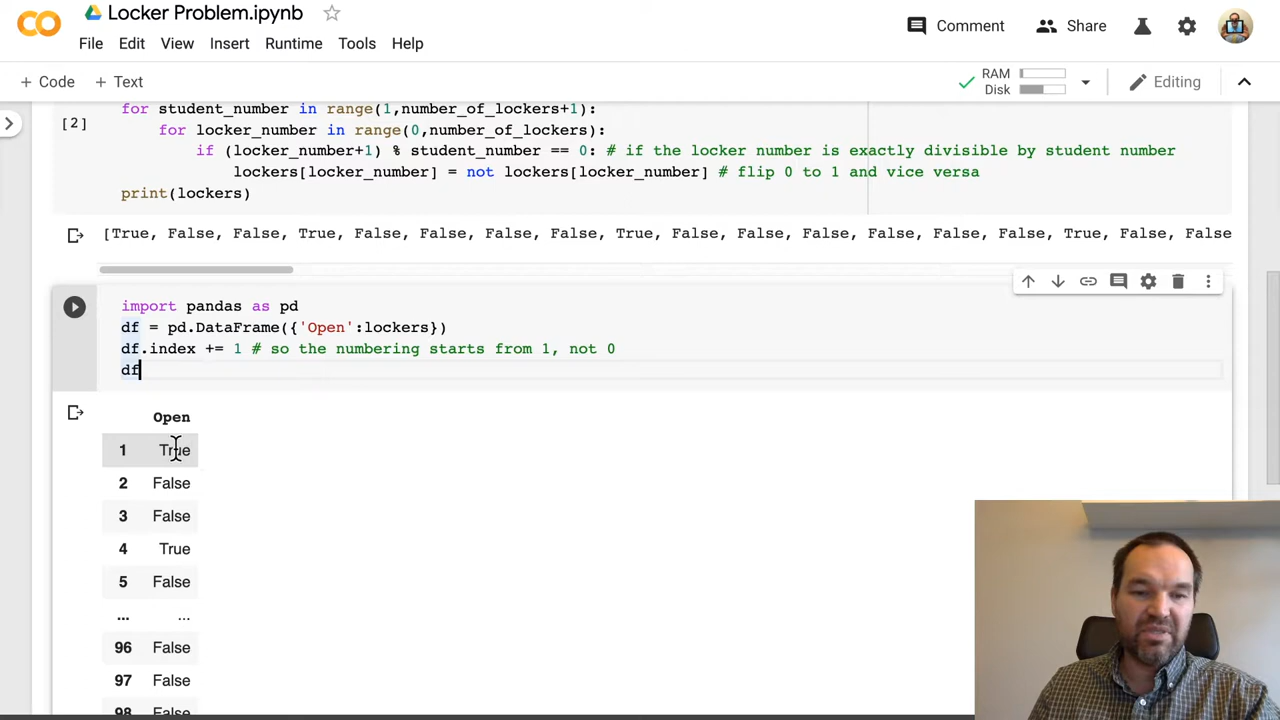 Locker Problem.ipynb
File Edit View Insert Runtime Tools Help
Comment Share
+ Code + Text
RAM
Disk
Editing
for student_number in range(1,number_of_lockers+1):
[2]
for locker_number in range(0,number_of_lockers):
if (locker_number+1) % student_number == 0: # if the locker number is exactly divisible by student number
lockers[locker_number] = not lockers[locker_number] # flip 0 to 1 and vice versa
print(lockers)
[True, False, False, True, False, False, False, False, True, False, False, False, False, False, False, True, False, False
import pandas as pd
df = pd.DataFrame({'Open':lockers})
df.index += 1 # so the numbering starts from 1, not 0
df
Open
1 True
2 False
3 False
4 True
5 False
... ...
96 False
97 False
98 False